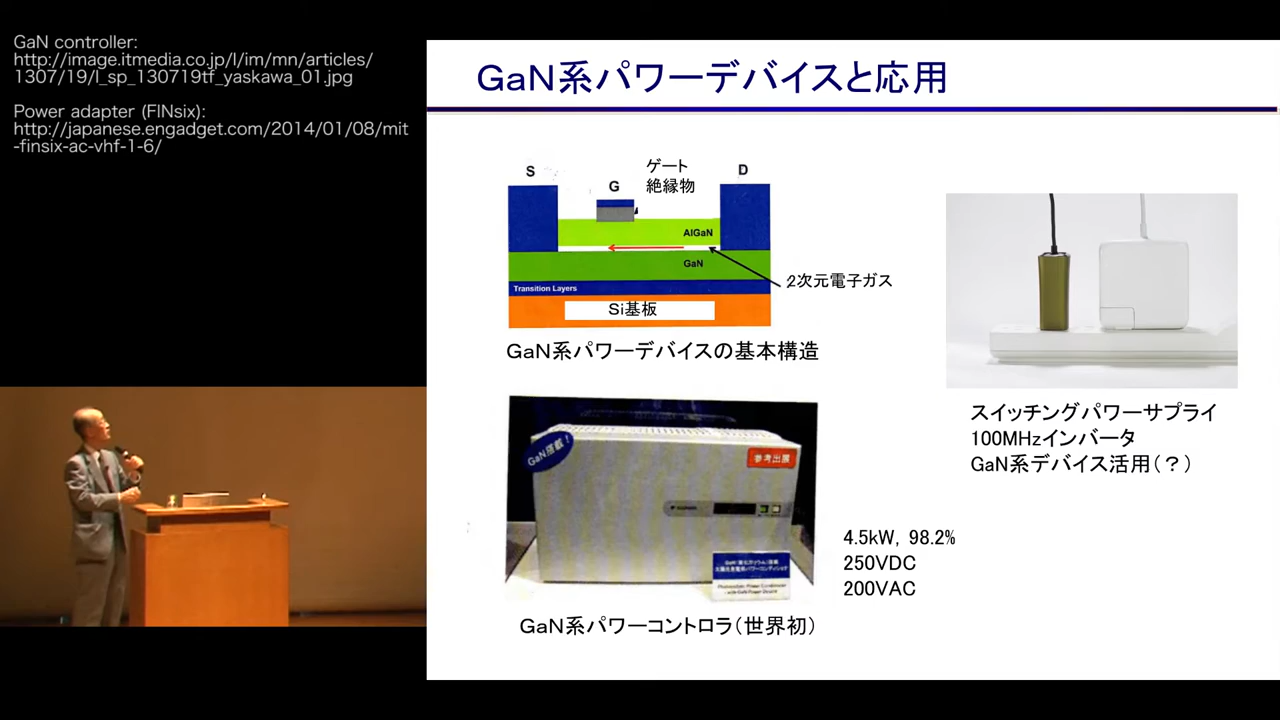 GaN controller:
http://image.itmedia.co.jp/l/im/mn/articles/
1307/19/l_sp_130719tf_yaskawa_01.jpg
Power adapter (FINsix):
http://japanese.engadget.com/2014/01/08/mit
-finsix-ac-vhf-1-6/
GaN系パワーデバイスと応用
S
G
ゲート
絶縁物
D
AlGaN
GaN
2次元電子ガス
Transition Layers
Si基板
GaN系パワーデバイスの基本構造
GaN搭載!
参考出展
GaN系パワーコントロラ(世界初)
4.5kW, 98.2%
250VDC
200VAC
スイッチングパワーサプライ
100MHzインバータ
GaN系デバイス活用(?)